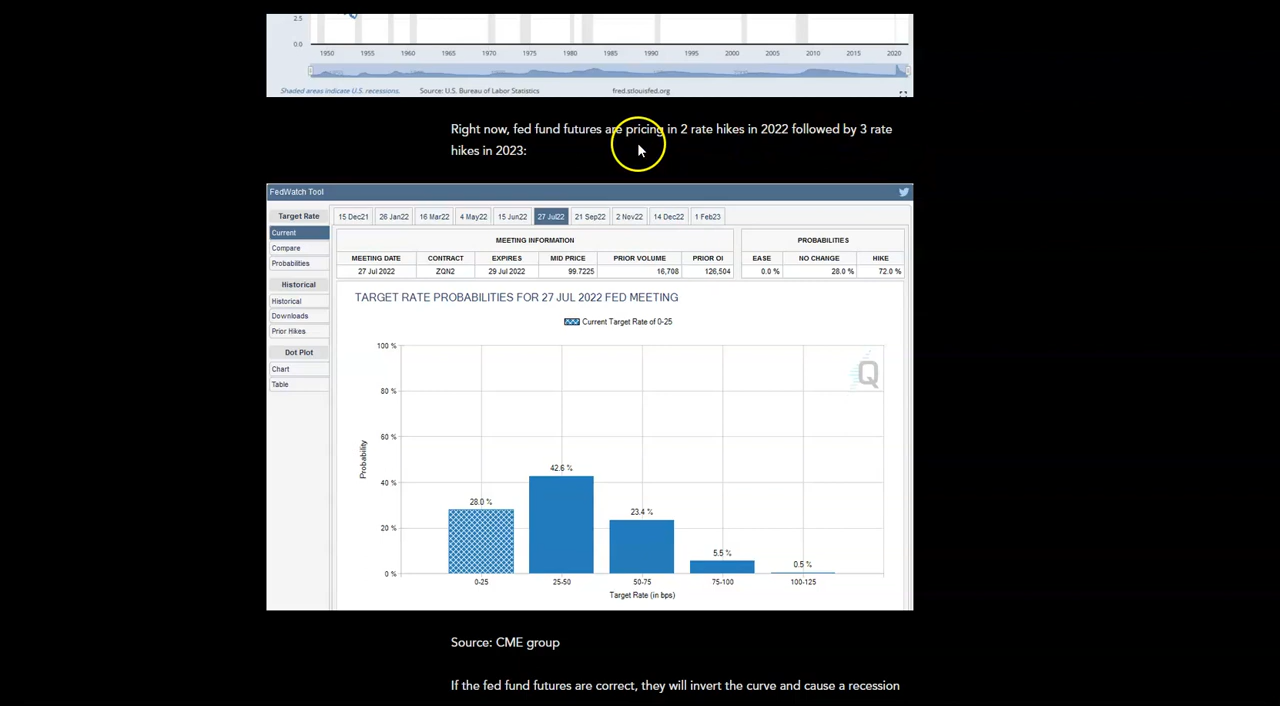 2.5
0.0
1950 1955 1960 1965 1970 1975 1980 1985 1990 1995 2000 2005 2010 2015 2020
Shaded areas indicate U.S. recessions. Source: U.S. Bureau of Labor Statistics fred.stlouisfed.org
Right now, fed fund futures are pricing in 2 rate hikes in 2022 followed by 3 rate
hikes in 2023:
FedWatch Tool
Target Rate
Current
Compare
Probabilities
Historical
Historical
Downloads
Prior Hikes
Dot Plot
Chart
Table
15 Dec21 26 Jan22 16 Mar22 4 May22 15 Jun22 27 Jul22 21 Sep22 2 Nov22 14 Dec22 1 Feb23
MEETING INFORMATION
MEETING DATE CONTRACT EXPIRES MID PRICE PRIOR VOLUME PRIOR OI
27 Jul 2022 ZQN2 29 Jul 2022 99.7225 16,708 126,504
PROBABILITIES
EASE NO CHANGE HIKE
0.0 % 28.0 % 72.0 %
TARGET RATE PROBABILITIES FOR 27 JUL 2022 FED MEETING
Current Target Rate of 0-25
Q
100 %
80 %
60 %
40 %
20 %
0 %
Probability
28.0 %
42.6 %
23.4 %
5.5 %
0.5 %
0-25 25-50 50-75 75-100 100-125
Target Rate (in bps)
Source: CME group
If the fed fund futures are correct, they will invert the curve and cause a recession